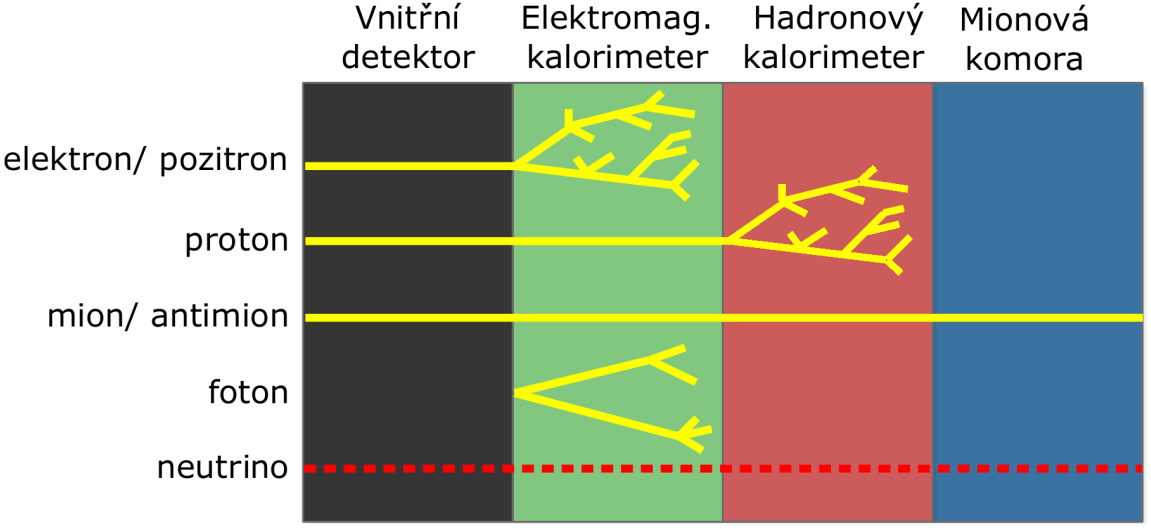 Vnitřní
detektor
Elektromag.
kalorimeter
Hadronový
kalorimeter
Mionová
komora
elektron/ pozitron
proton
mion/ antimion
foton
neutrino